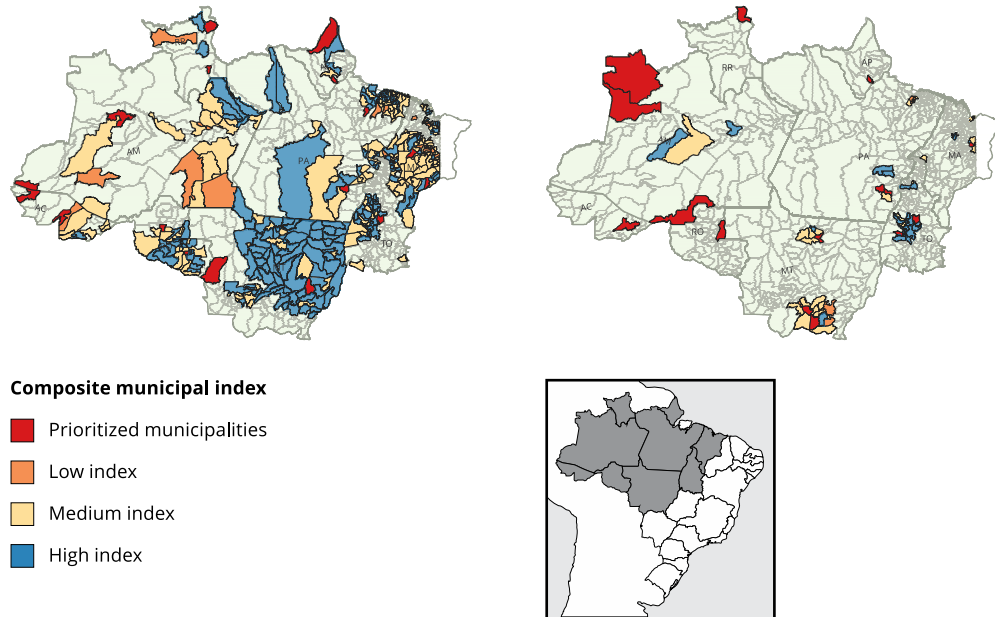 RR
AM
PA
AC
TO
RR
AP
PA
MA
AC
RO
TO
MT
Composite municipal index
Prioritized municipalities
Low index
Medium index
High index